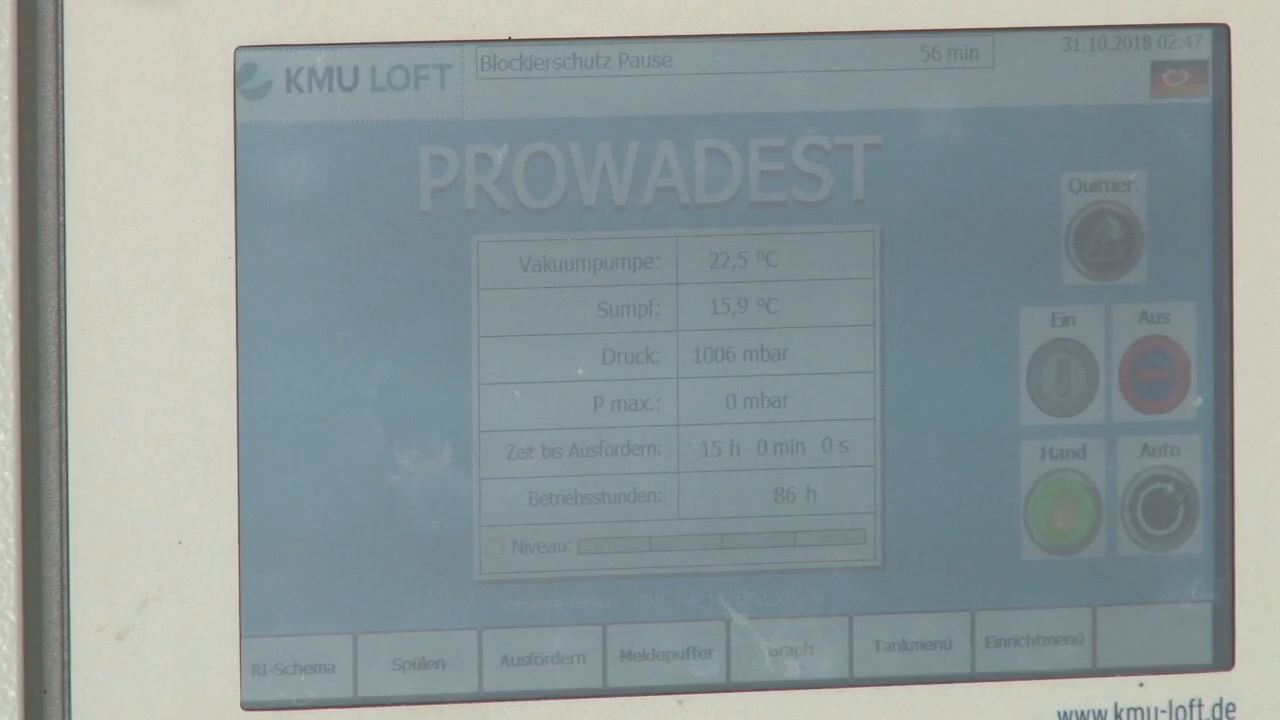 KMU LOFT
Blockierschutz Pause 56 min
31.10.2018 02:47
PROWADEST
Quittier.
Vakuumpumpe: 22,5 °C
Sumpf: 15,9 °C
Druck: 1006 mbar
P max.: 0 mbar
Zeit bis Ausfördern: 15 h 0 min 0 s
Betriebsstunden: 86 h
Niveau:
Ein Aus
Hand Auto
RI-Schema Spülen Ausfördern Meldepuffer Graph Tankmenü Einrichtmenü
www.kmu-loft.de